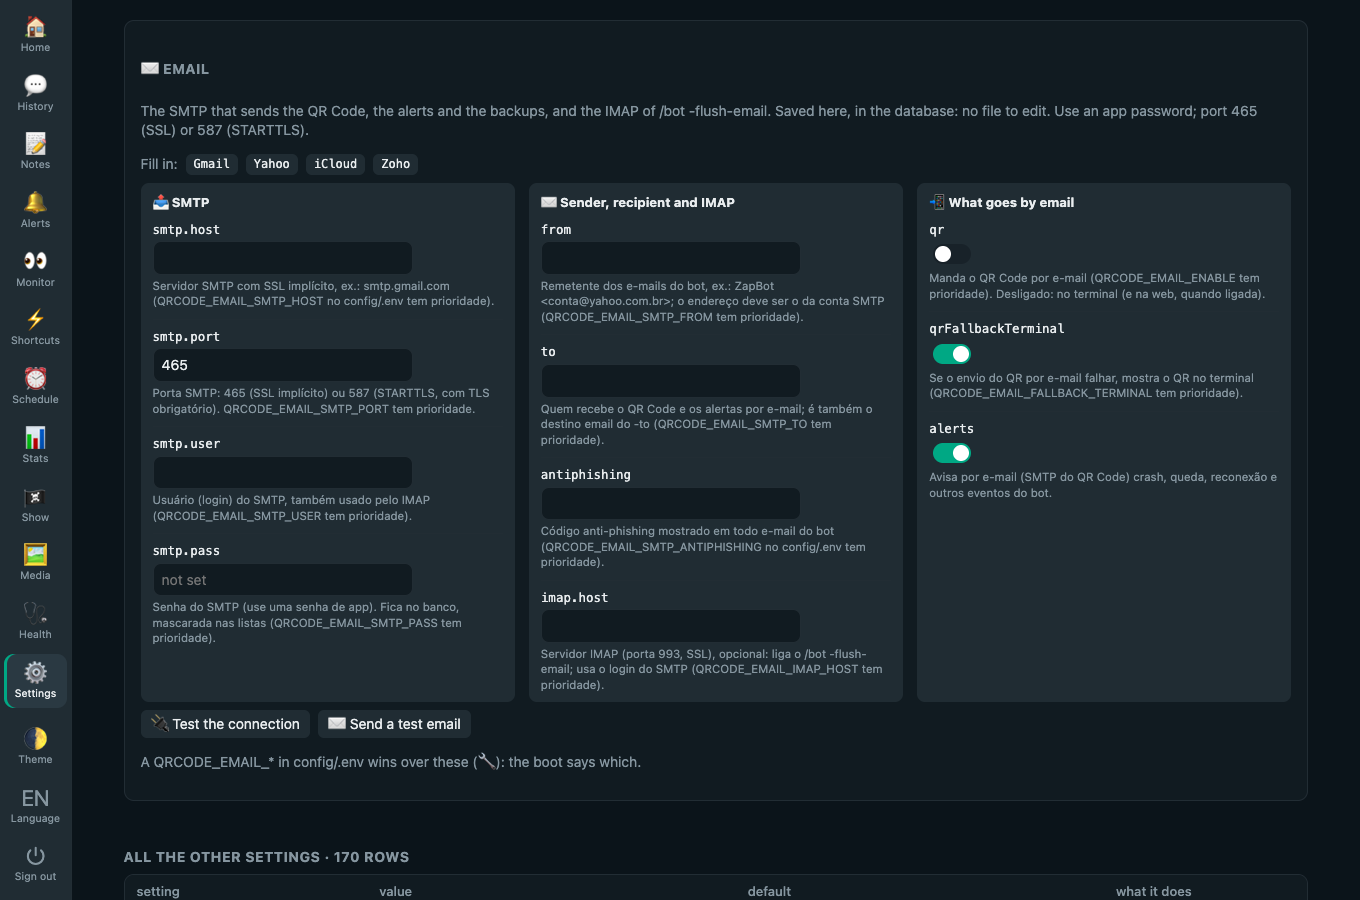 Home
History
Notes
Alerts
Monitor
Shortcuts
Schedule
Stats
Show
Media
Health
Settings
Theme
EN
Language
Sign out
EMAIL
The SMTP that sends the QR Code, the alerts and the backups, and the IMAP of /bot -flush-email. Saved here, in the database: no file to edit. Use an app password; port 465
(SSL) or 587 (STARTTLS).
Fill in: Gmail Yahoo iCloud Zoho
SMTP
smtp.host
Servidor SMTP com SSL implícito, ex.: smtp.gmail.com
(QRCODE_EMAIL_SMTP_HOST no config/.env tem prioridade).
smtp.port
465
Porta SMTP: 465 (SSL implícito) ou 587 (STARTTLS, com TLS
obrigatório). QRCODE_EMAIL_SMTP_PORT tem prioridade.
smtp.user
Usuário (login) do SMTP, também usado pelo IMAP
(QRCODE_EMAIL_SMTP_USER tem prioridade).
smtp.pass
not set
Senha do SMTP (use uma senha de app). Fica no banco,
mascarada nas listas (QRCODE_EMAIL_SMTP_PASS tem
prioridade).
Sender, recipient and IMAP
from
Remetente dos e-mails do bot, ex.: ZapBot
<conta@yahoo.com.br>; o endereço deve ser o da conta SMTP
(QRCODE_EMAIL_SMTP_FROM tem prioridade).
to
Quem recebe o QR Code e os alertas por e-mail; é também o
destino email do -to (QRCODE_EMAIL_SMTP_TO tem
prioridade).
antiphishing
Código anti-phishing mostrado em todo e-mail do bot
(QRCODE_EMAIL_SMTP_ANTIPHISHING no config/.env tem
prioridade).
imap.host
Servidor IMAP (porta 993, SSL), opcional: liga o /bot -flush-
email; usa o login do SMTP (QRCODE_EMAIL_IMAP_HOST tem
prioridade).
What goes by email
qr
Manda o QR Code por e-mail (QRCODE_EMAIL_ENABLE tem
prioridade). Desligado: no terminal (e na web, quando ligada).
qrFallbackTerminal
Se o envio do QR por e-mail falhar, mostra o QR no terminal
(QRCODE_EMAIL_FALLBACK_TERMINAL tem prioridade).
alerts
Avisa por e-mail (SMTP do QR Code) crash, queda, reconexão e
outros eventos do bot.
Test the connection
Send a test email
A QRCODE_EMAIL_* in config/.env wins over these (🔧): the boot says which.
ALL THE OTHER SETTINGS · 170 ROWS
setting value default what it does